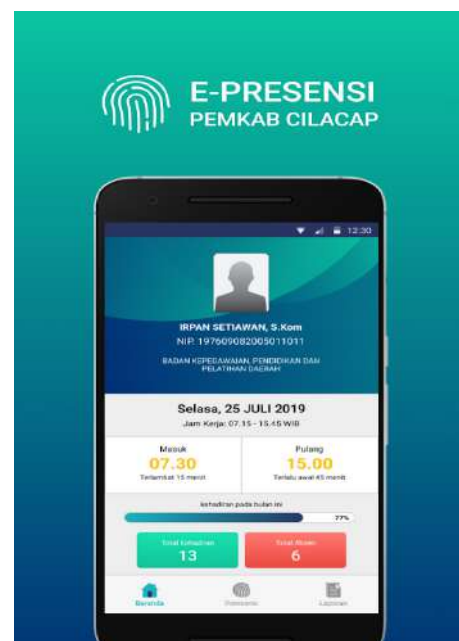 E-PRESENSI
PEMKAB CILACAP
12:30
IRPAN SETIAWAN, S.Kom
NIP. 197609082005011011
BADAN KEPEGAWAIAN, PENDIDIKAN DAN
PELATIHAN DAERAH
Selasa, 25 JULI 2019
Jam Kerja: 07.15 - 15.45 WIB
Masuk
07.30
Terlambat 15 menit
Pulang
15.00
Terlalu awal 45 menit
kehadiran pada bulan ini
77%
Total Kehadiran
13
Total Absen
6
Beranda
Presensi
Laporan